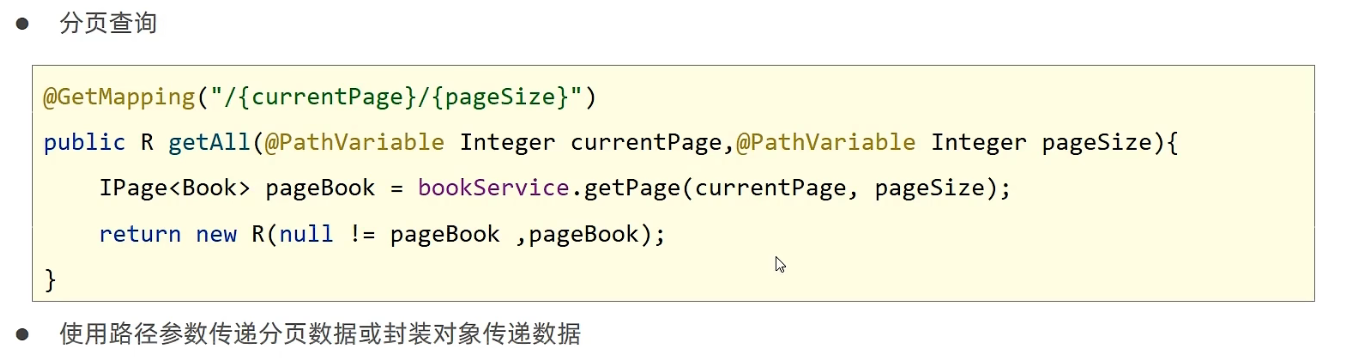 ● 分页查询
@GetMapping("/{currentPage}/{pageSize}")
public R getAll(@PathVariable Integer currentPage,@PathVariable Integer pageSize){
    IPage<Book> pageBook = bookService.getPage(currentPage, pageSize);
    return new R(null != pageBook ,pageBook);
}
● 使用路径参数传递分页数据或封装对象传递数据